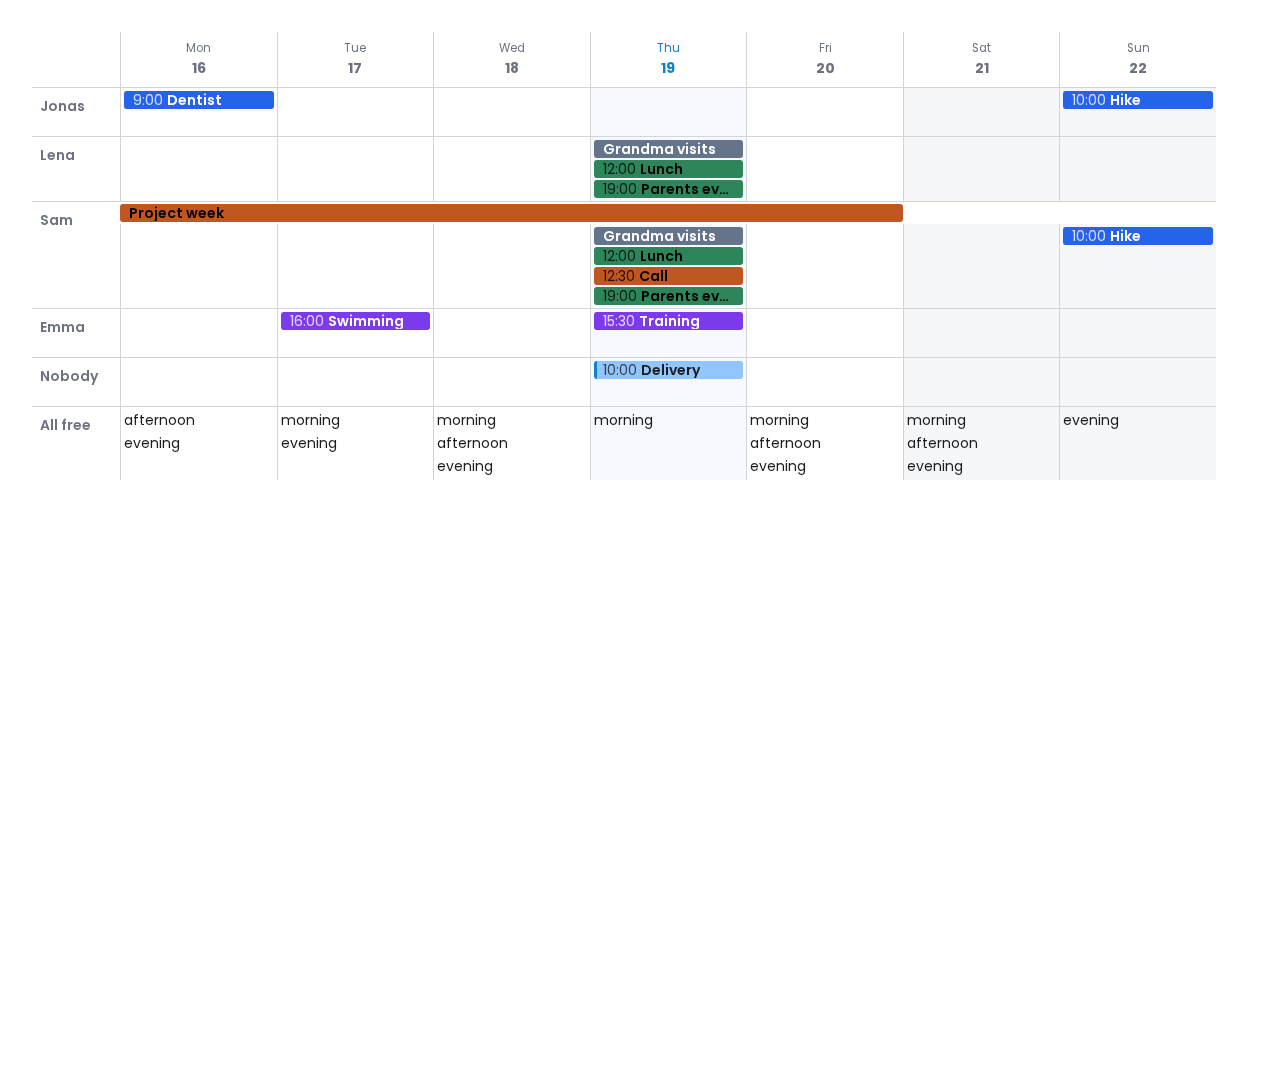 Mon Tue Wed Thu Fri Sat Sun
16 17 18 19 20 21 22
Jonas 9:00 Dentist 10:00 Hike
Lena Grandma visits
12:00 Lunch
19:00 Parents ev...
Sam Project week
Grandma visits 10:00 Hike
12:00 Lunch
12:30 Call
19:00 Parents ev...
Emma 16:00 Swimming 15:30 Training
Nobody 10:00 Delivery
All free afternoon morning morning morning morning morning evening
evening evening afternoon afternoon afternoon
evening evening evening